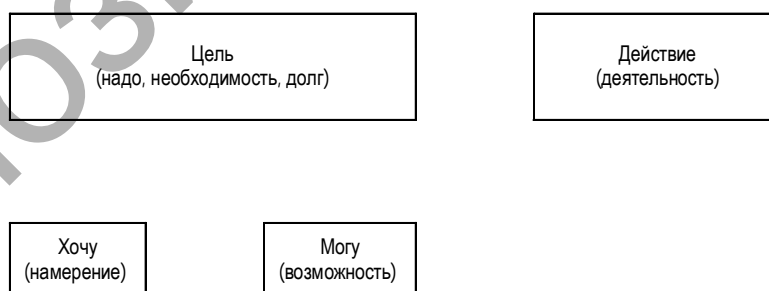 Цель
(надо, необходимость, долг)
Действие
(деятельность)
Хочу
(намерение)
Могу
(возможность)